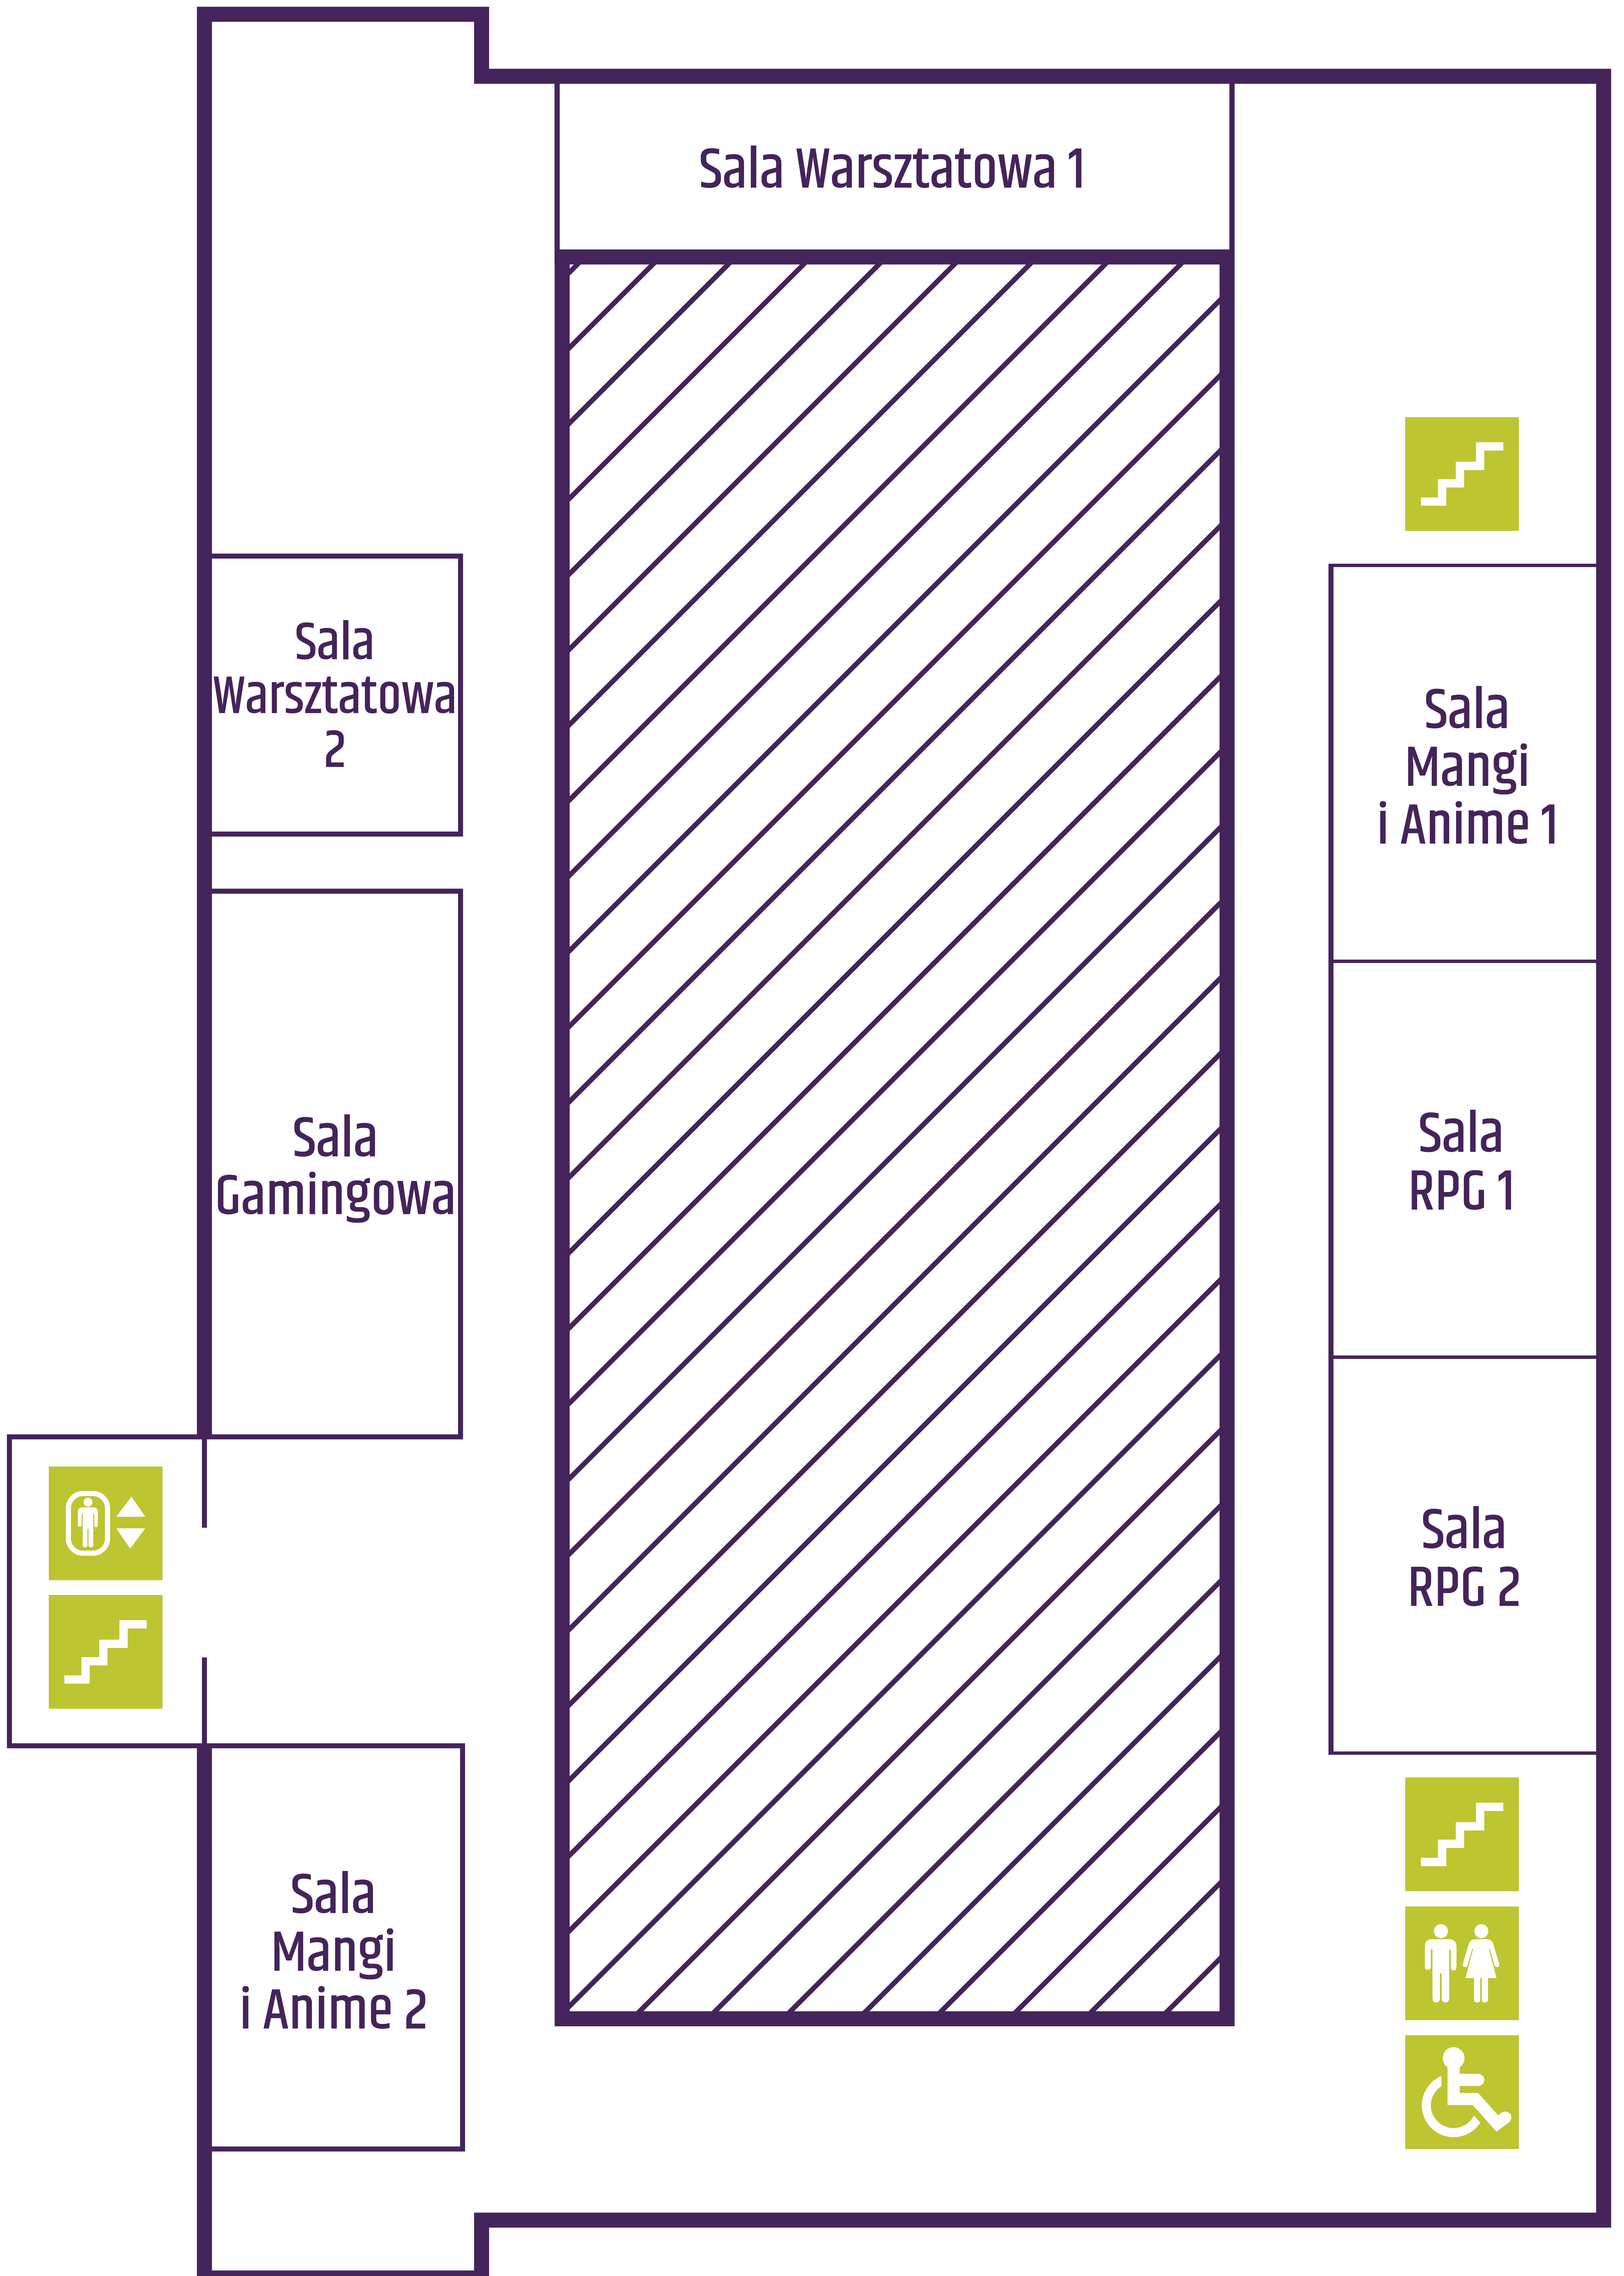 Sala Warsztatowa 1
Sala
Warsztatowa
2
Sala
Mangi
i Anime 1
Sala
Gamingowa
Sala
RPG 1
Sala
RPG 2
Sala
Mangi
i Anime 2